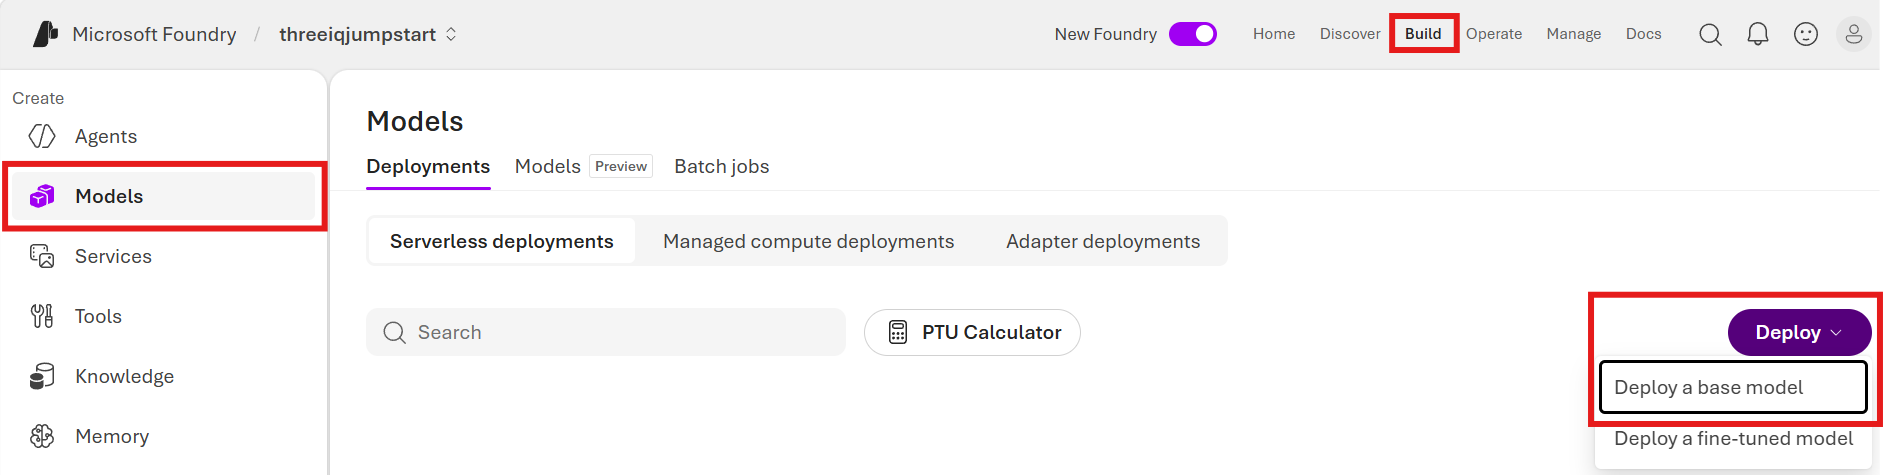 Microsoft Foundry / threeiqjumpstart
New Foundry Home Discover Build Operate Manage Docs
Create
Agents
Models
Services
Tools
Knowledge
Memory
Models
Deployments Models Preview Batch jobs
Serverless deployments Managed compute deployments Adapter deployments
Search PTU Calculator Deploy
Deploy a base model
Deploy a fine-tuned model